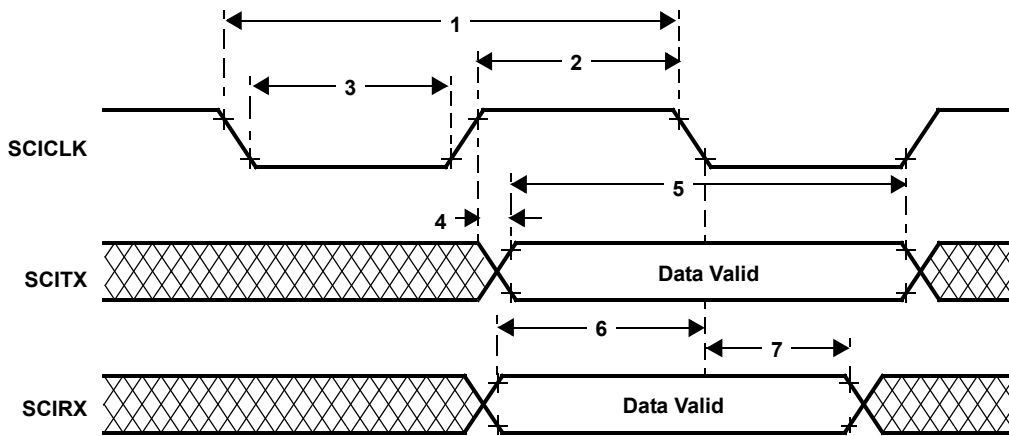 1
2
3
SCICLK
4
5
SCITX
Data Valid
6
7
SCIRX
Data Valid